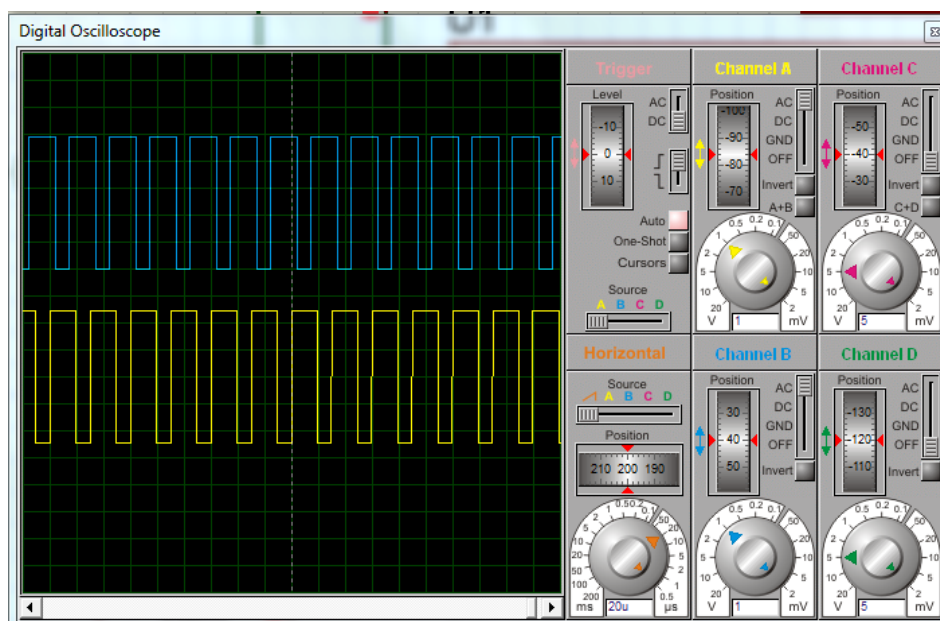 Digital Oscilloscope
Trigger
Level
-10
0
10
AC
DC
Auto
One-Shot
Cursors
Source
A B C D
Channel A
Position
-100
-90
-80
-70
AC
DC
GND
OFF
Invert
A+B
20 10 5 2 1 0.5 0.2 0.1 50 20 10 5 2
V 1 mV
Channel C
Position
-50
-40
-30
AC
DC
GND
OFF
Invert
C+D
20 10 5 2 1 0.5 0.2 0.1 50 20 10 5 2
V 5 mV
Horizontal
Source
A B C D
Position
210 200 190
200 100 50 20 10 5 2 1 0.5 0.2 0.1 50 20 10 5 2 1 0.5
ms 20u µs
Channel B
Position
30
40
50
AC
DC
GND
OFF
Invert
20 10 5 2 1 0.5 0.2 0.1 50 20 10 5 2
V 1 mV
Channel D
Position
-130
-120
-110
AC
DC
GND
OFF
Invert
20 10 5 2 1 0.5 0.2 0.1 50 20 10 5 2
V 5 mV